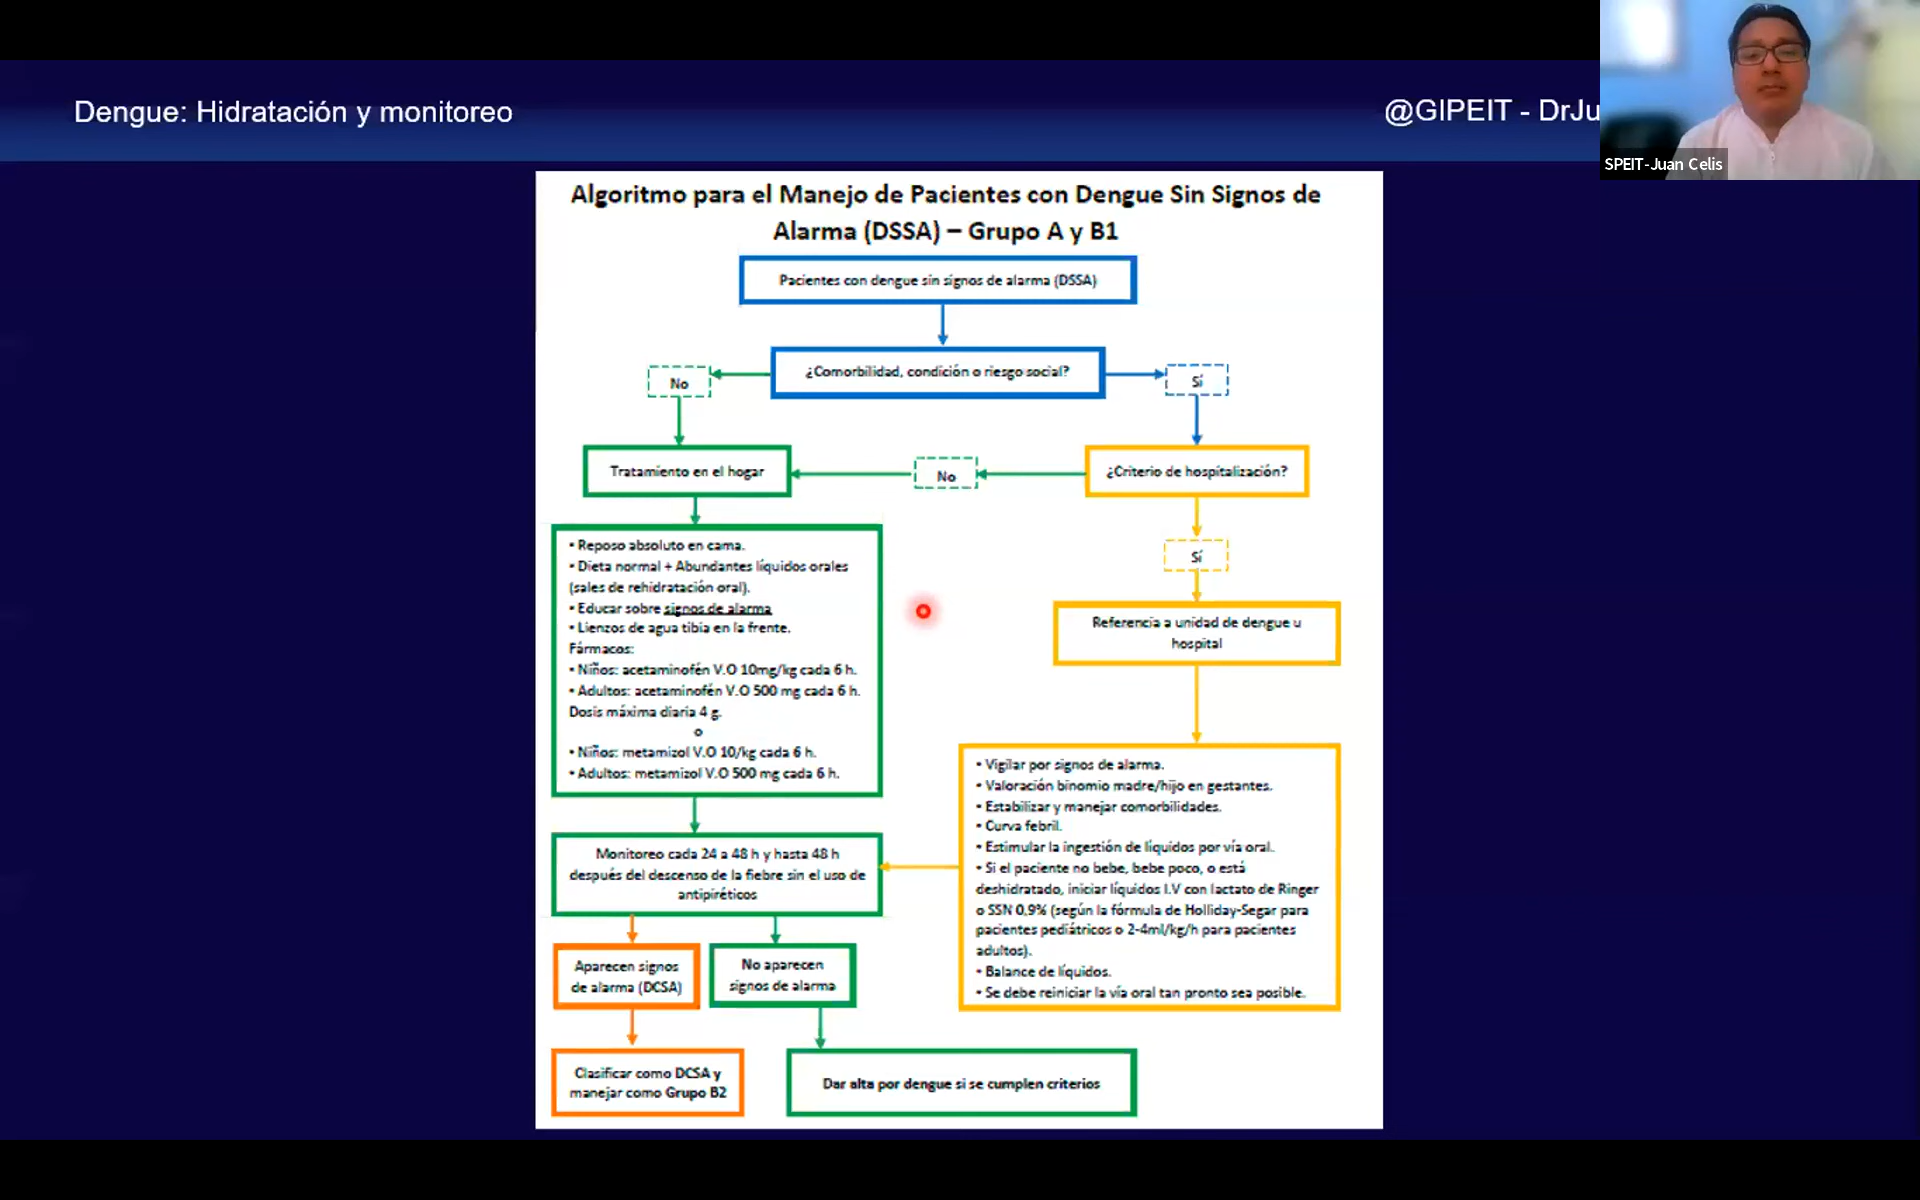 Dengue: Hidratación y monitoreo
@GIPEIT - DrJu
SPEIT-Juan Celis
Algoritmo para el Manejo de Pacientes con Dengue Sin Signos de
Alarma (DSSA) – Grupo A y B1
Pacientes con dengue sin signos de alarma (DSSA)
¿Comorbilidad, condición o riesgo social?
No
Sí
Tratamiento en el hogar
No
¿Criterio de hospitalización?
Sí
• Reposo absoluto en cama.
• Dieta normal + Abundantes líquidos orales
(sales de rehidratación oral).
• Educar sobre signos de alarma
• Lienzos de agua tibia en la frente.
Fármacos:
• Niños: acetaminofén V.O 10mg/kg cada 6 h.
• Adultos: acetaminofén V.O 500 mg cada 6 h.
Dosis máxima diaria 4 g.
o
• Niños: metamizol V.O 10/kg cada 6 h.
• Adultos: metamizol V.O 500 mg cada 6 h.
Referencia a unidad de dengue u
hospital
• Vigilar por signos de alarma.
• Valoración binomio madre/hijo en gestantes.
• Estabilizar y manejar comorbilidades.
• Curva febril.
• Estimular la ingestión de líquidos por vía oral.
• Si el paciente no bebe, bebe poco, o está
deshidratado, iniciar líquidos I.V con lactato de Ringer
o SSN 0,9% (según la fórmula de Holliday-Segar para
pacientes pediátricos o 2-4ml/kg/h para pacientes
adultos).
• Balance de líquidos.
• Se debe reiniciar la vía oral tan pronto sea posible.
Monitoreo cada 24 a 48 h y hasta 48 h
después del descenso de la fiebre sin el uso de
antipiréticos
Aparecen signos
de alarma (DCSA)
No aparecen
signos de alarma
Clasificar como DCSA y
manejar como Grupo B2
Dar alta por dengue si se cumplen criterios